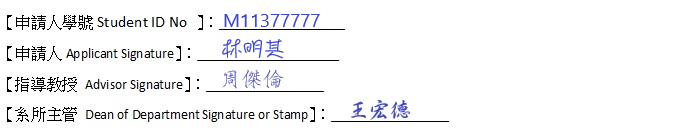 【申請人學號 Student ID No 】： M11377777
【申請人 Applicant Signature】： 林明其
【指導教授 Advisor Signature】： 周傑倫
【系所主管 Dean of Department Signature or Stamp】： 王宏德